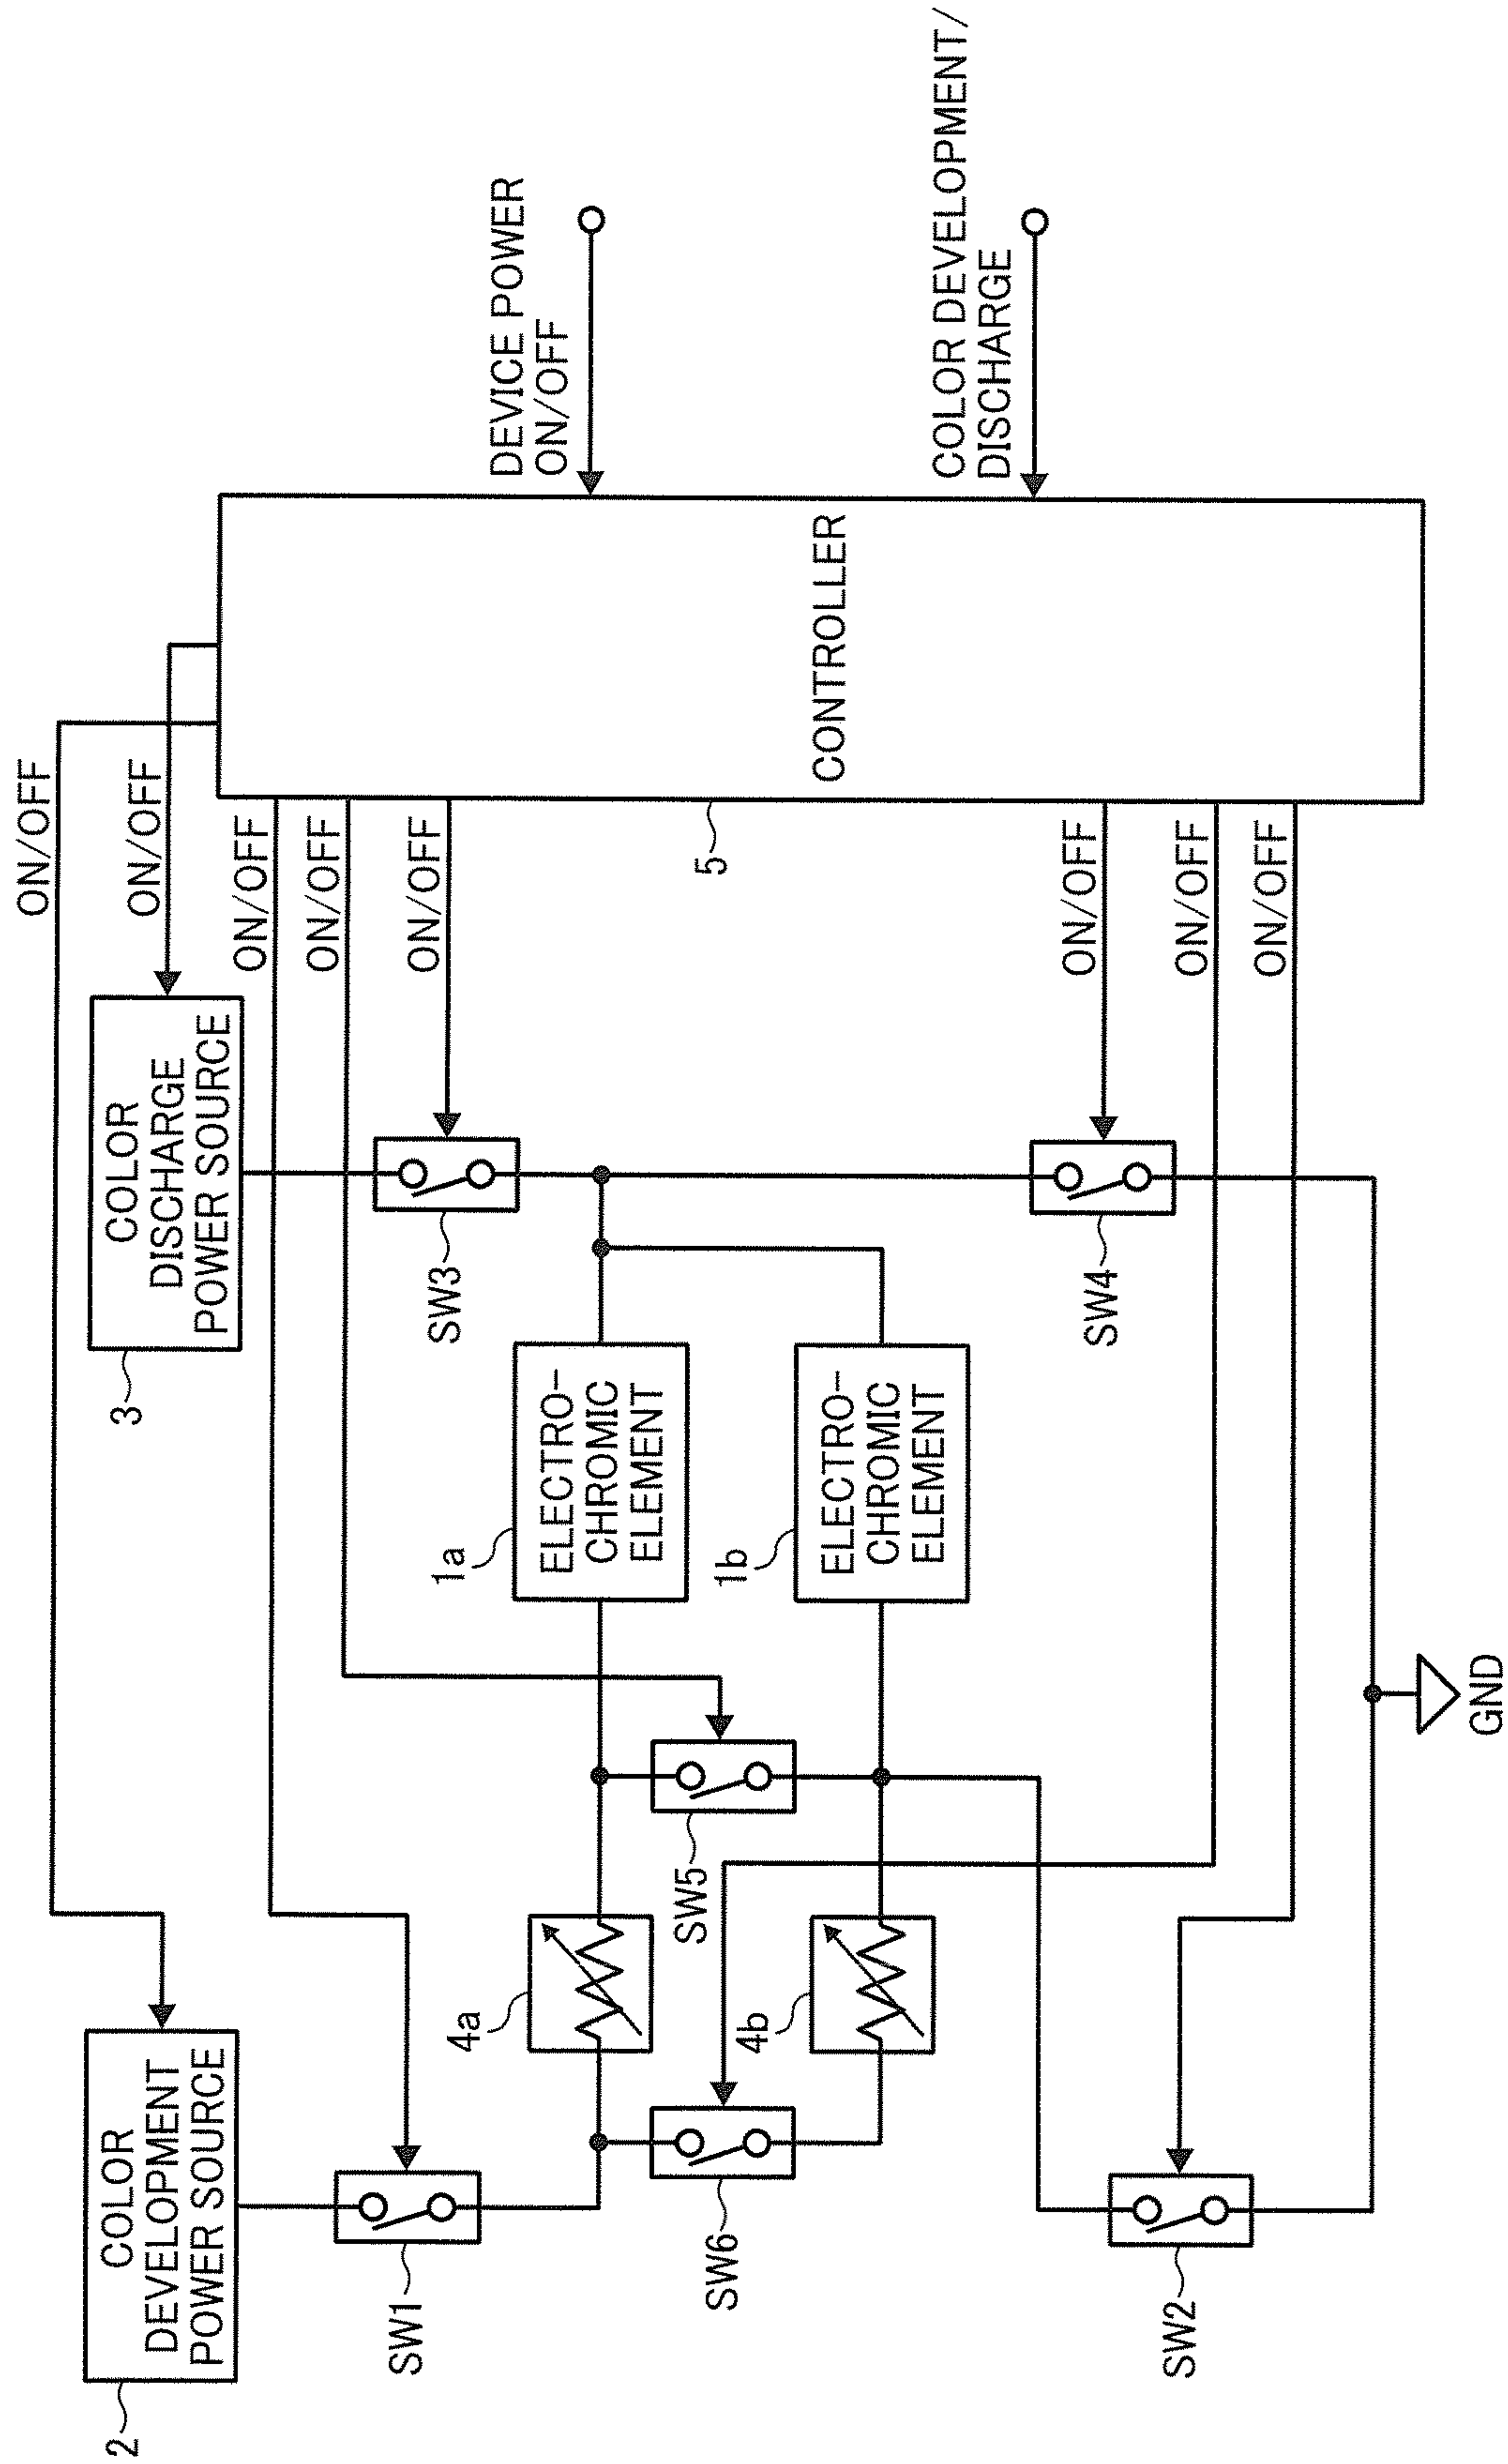 2
COLOR
DEVELOPMENT
POWER SOURCE
3
COLOR
DISCHARGE
POWER SOURCE
ON/OFF
ON/OFF
ON/OFF
ON/OFF
ON/OFF
SW1
SW3
4a
1a
ELECTRO-
CHROMIC
ELEMENT
DEVICE POWER
ON/OFF
SW6
SW5
5
CONTROLLER
4b
1b
ELECTRO-
CHROMIC
ELEMENT
COLOR DEVELOPMENT/
DISCHARGE
SW4
ON/OFF
ON/OFF
ON/OFF
SW2
GND